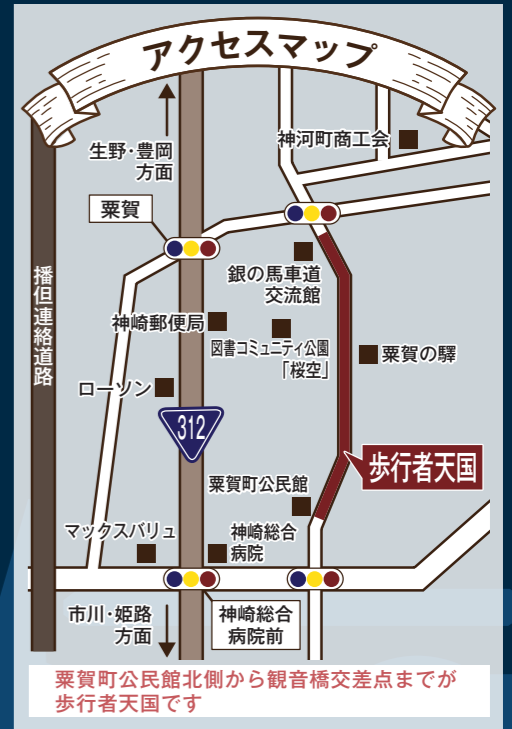 アクセスマップ
生野・豊岡
方面
神河町商工会
粟賀
銀の馬車道
交流館
播但連絡道路
神崎郵便局
図書コミュニティ公園
「桜空」
粟賀の驛
ローソン
312
歩行者天国
粟賀町公民館
マックスバリュ
神崎総合
病院
市川・姫路
方面
神崎総合
病院前
粟賀町公民館北側から観音橋交差点までが
歩行者天国です